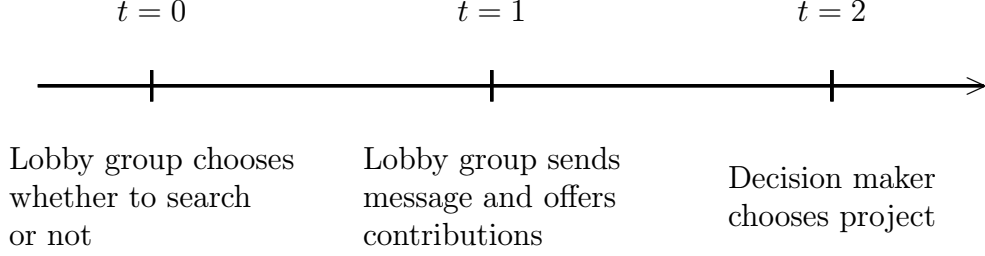 t = 0
t = 1
t = 2
Lobby group chooses
whether to search
or not
Lobby group sends
message and offers
contributions
Decision maker
chooses project